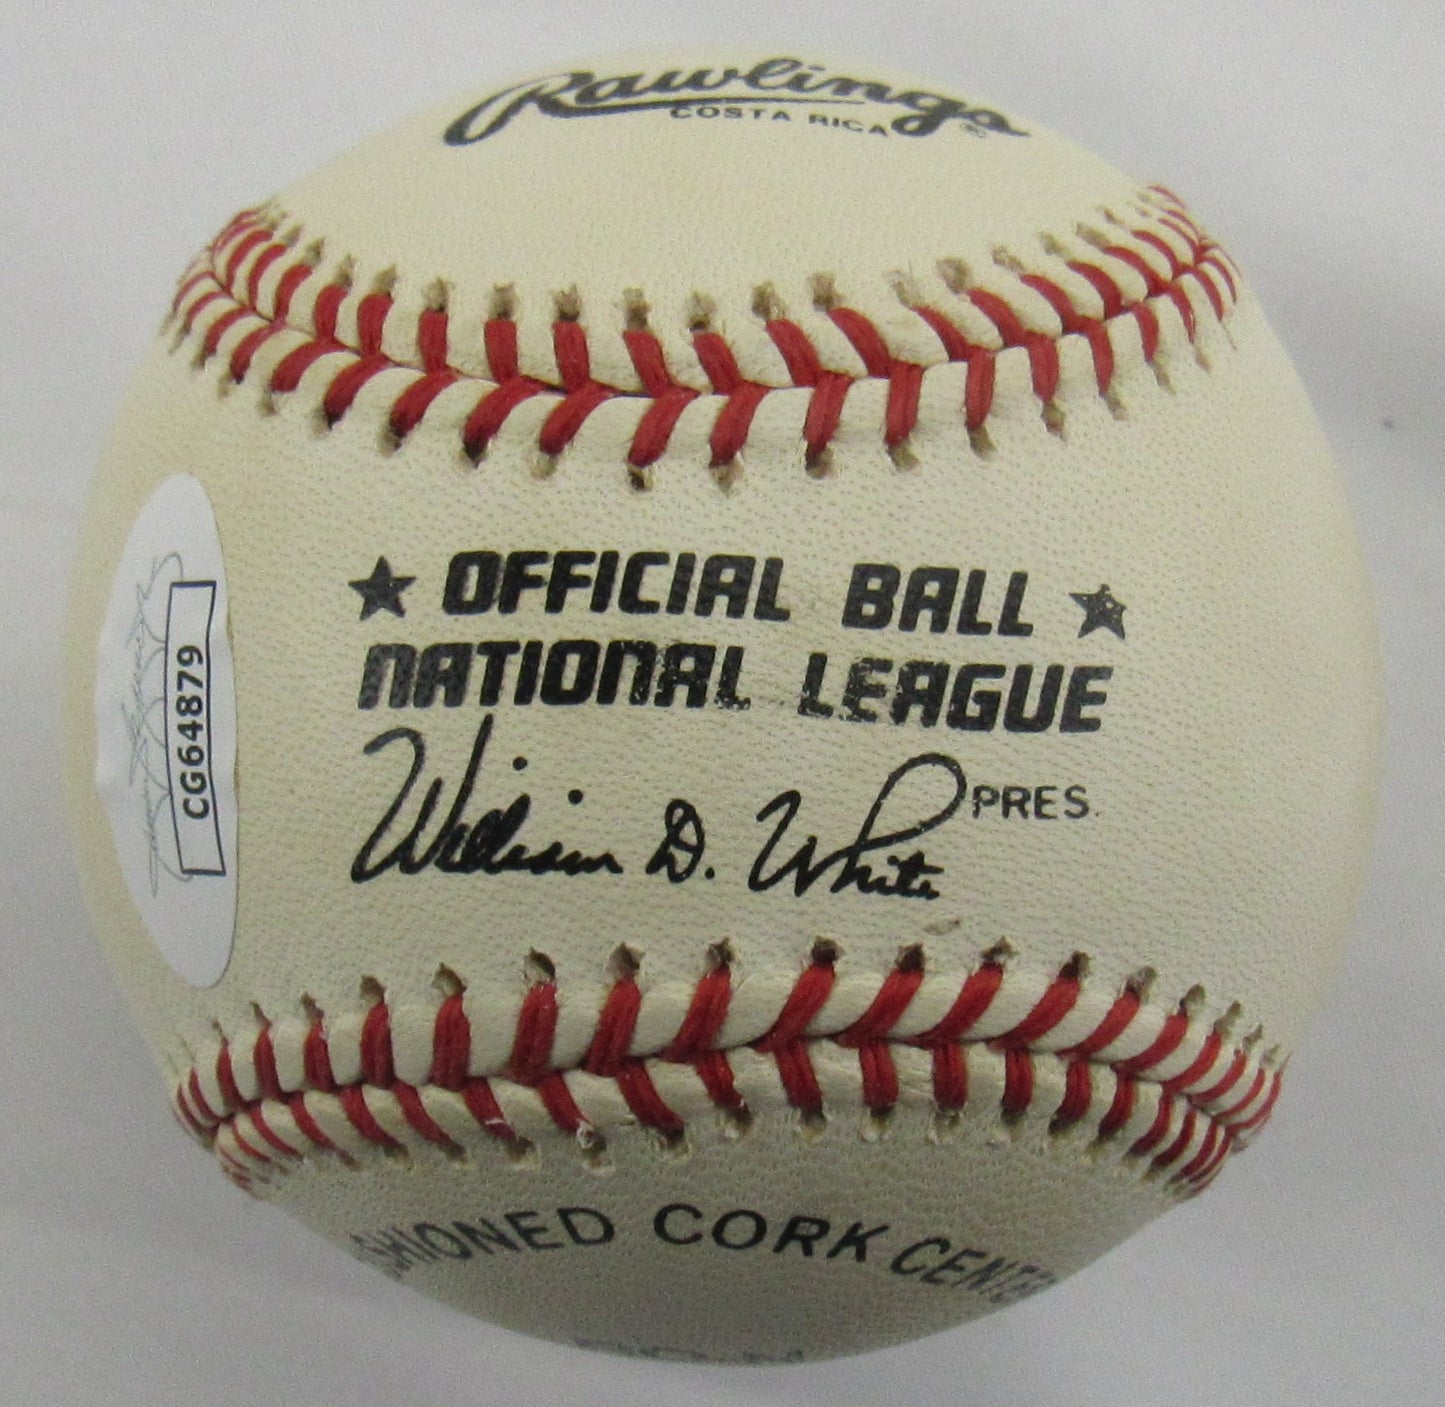 Rawlings®
COSTA RICA
★ OFFICIAL BALL ★
NATIONAL LEAGUE
William D. White PRES.
CG64879
SHIONED CORK CENTE